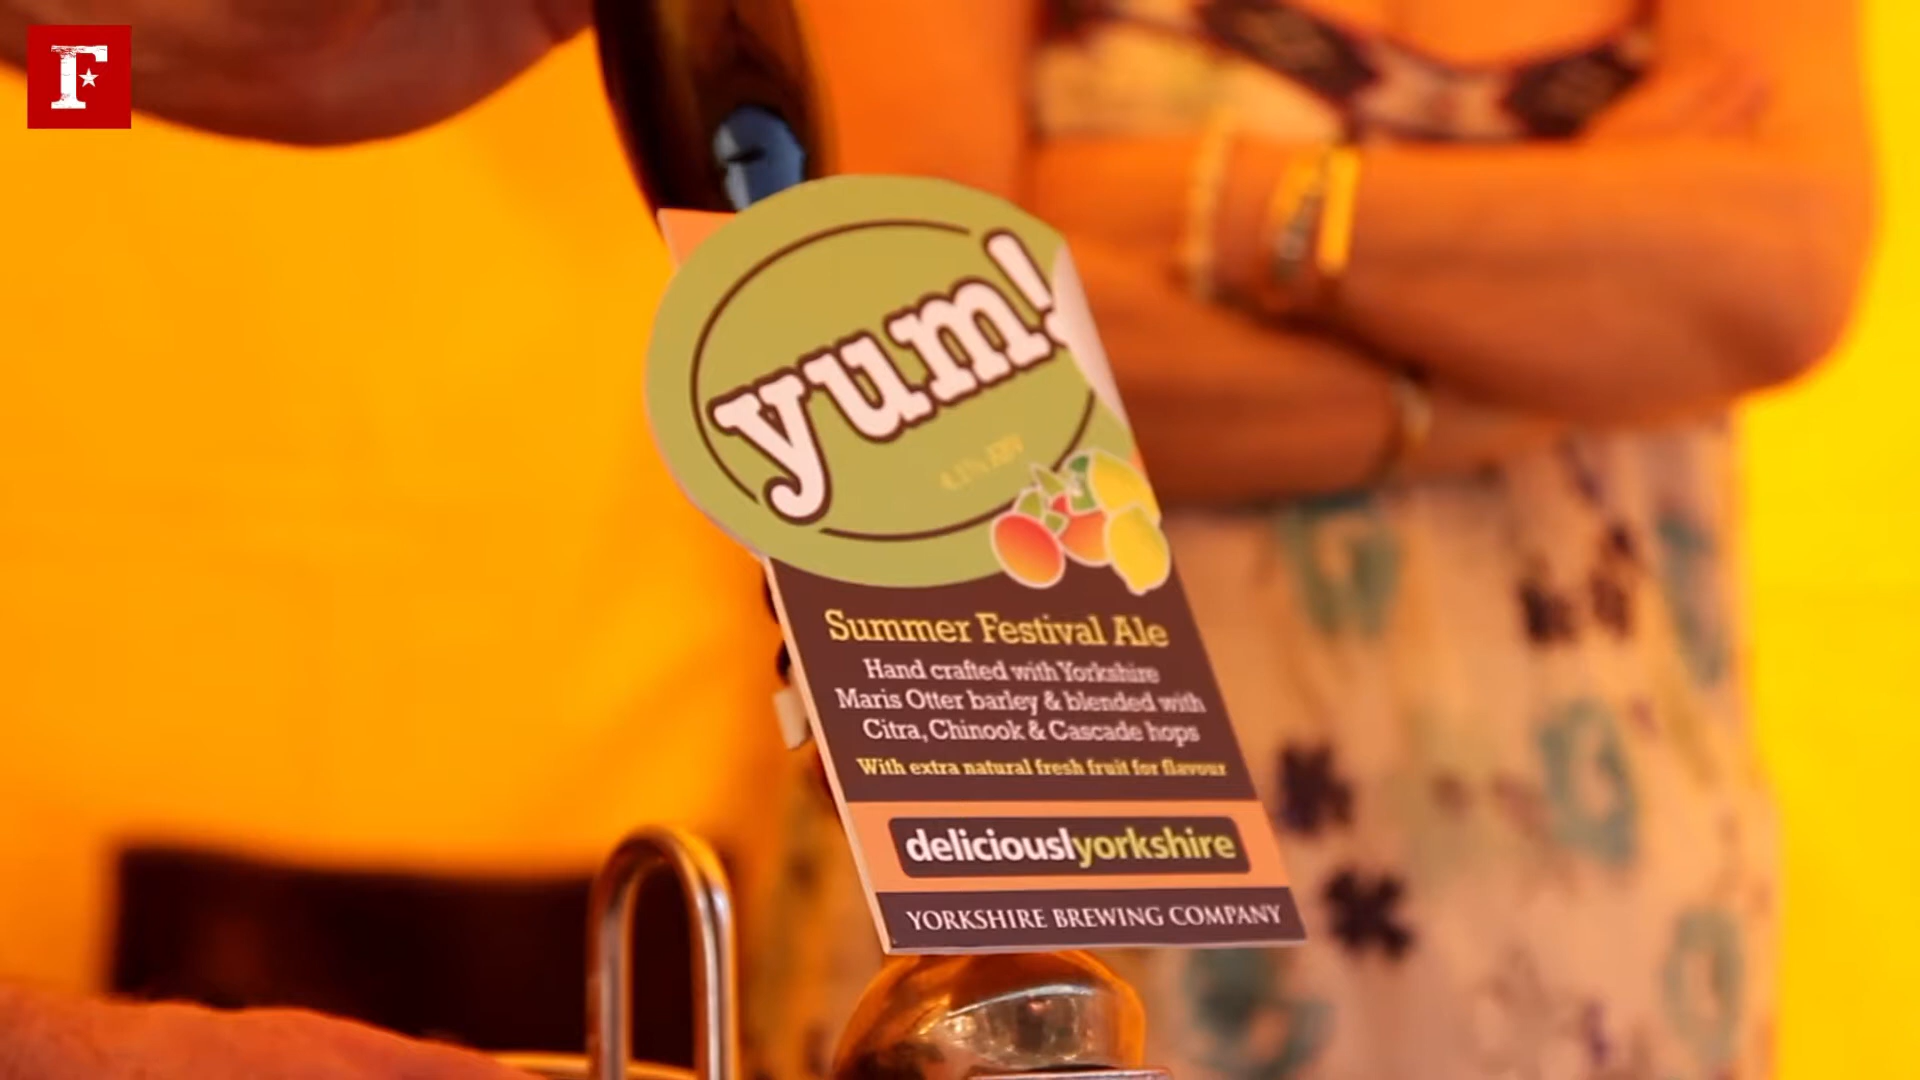 F
yum!
Summer Festival Ale
Hand crafted with Yorkshire
Maris Otter barley & blended with
Citra, Chinook & Cascade hops
With extra natural fresh fruit for flavour
deliciouslyyorkshire
YORKSHIRE BREWING COMPANY